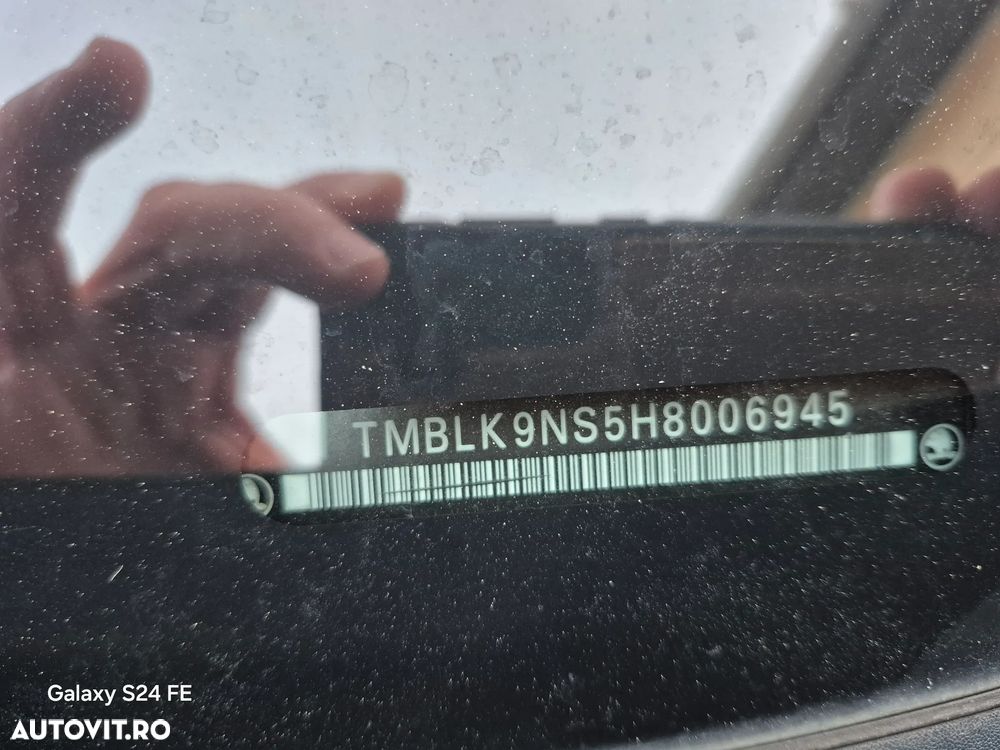 TMBLK9NS5H8006945
Galaxy S24 FE
AUTOVIT.RO